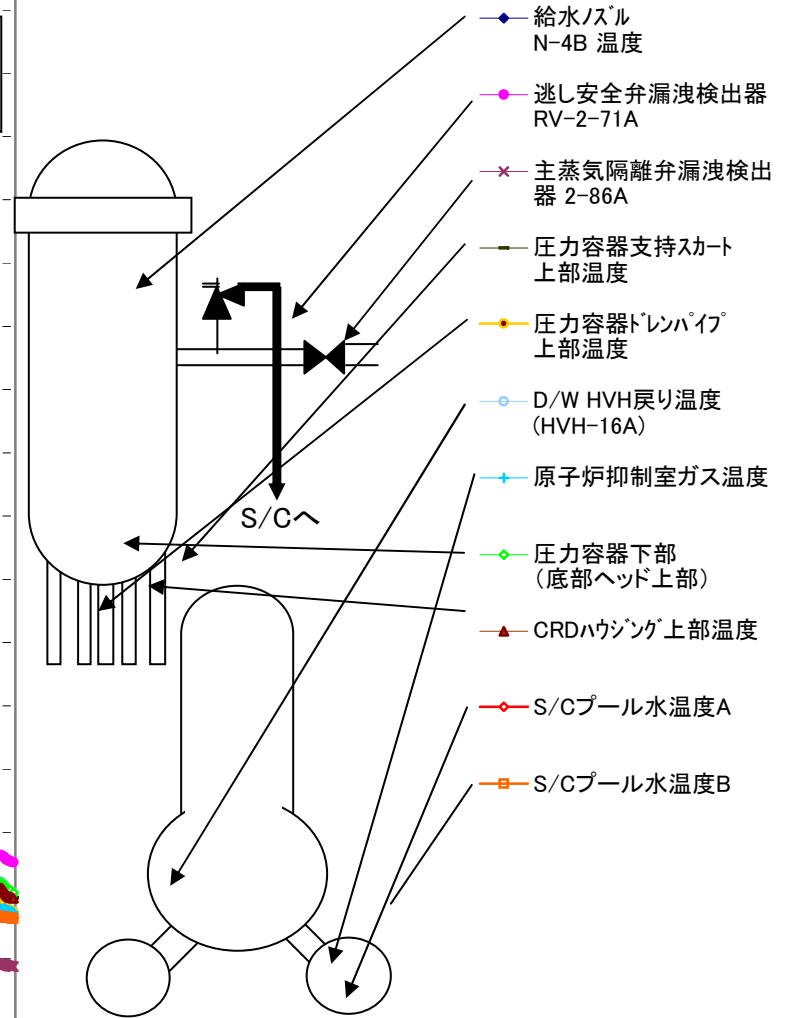 給水ノズル
N-4B 温度
逃し安全弁漏洩検出器
RV-2-71A
主蒸気隔離弁漏洩検出
器 2-86A
圧力容器支持スカート
上部温度
圧力容器ドレンパイプ
上部温度
D/W HVH戻り温度
(HVH-16A)
原子炉抑制室ガス温度
S/Cへ
圧力容器下部
（底部ヘッド上部）
CRDハウジング上部温度
S/Cプール水温度A
S/Cプール水温度B